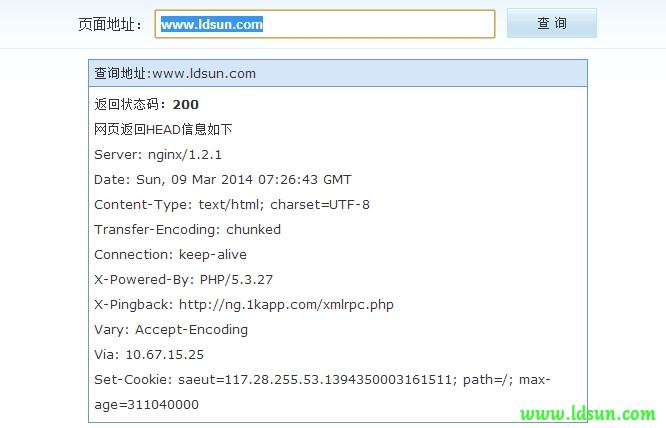 页面地址： www.ldsun.com 查 询
查询地址:www.ldsun.com
返回状态码：200
网页返回HEAD信息如下
Server: nginx/1.2.1
Date: Sun, 09 Mar 2014 07:26:43 GMT
Content-Type: text/html; charset=UTF-8
Transfer-Encoding: chunked
Connection: keep-alive
X-Powered-By: PHP/5.3.27
X-Pingback: http://ng.1kapp.com/xmlrpc.php
Vary: Accept-Encoding
Via: 10.67.15.25
Set-Cookie: saeut=117.28.255.53.1394350003161511; path=/; max-
age=311040000
www.ldsun.com